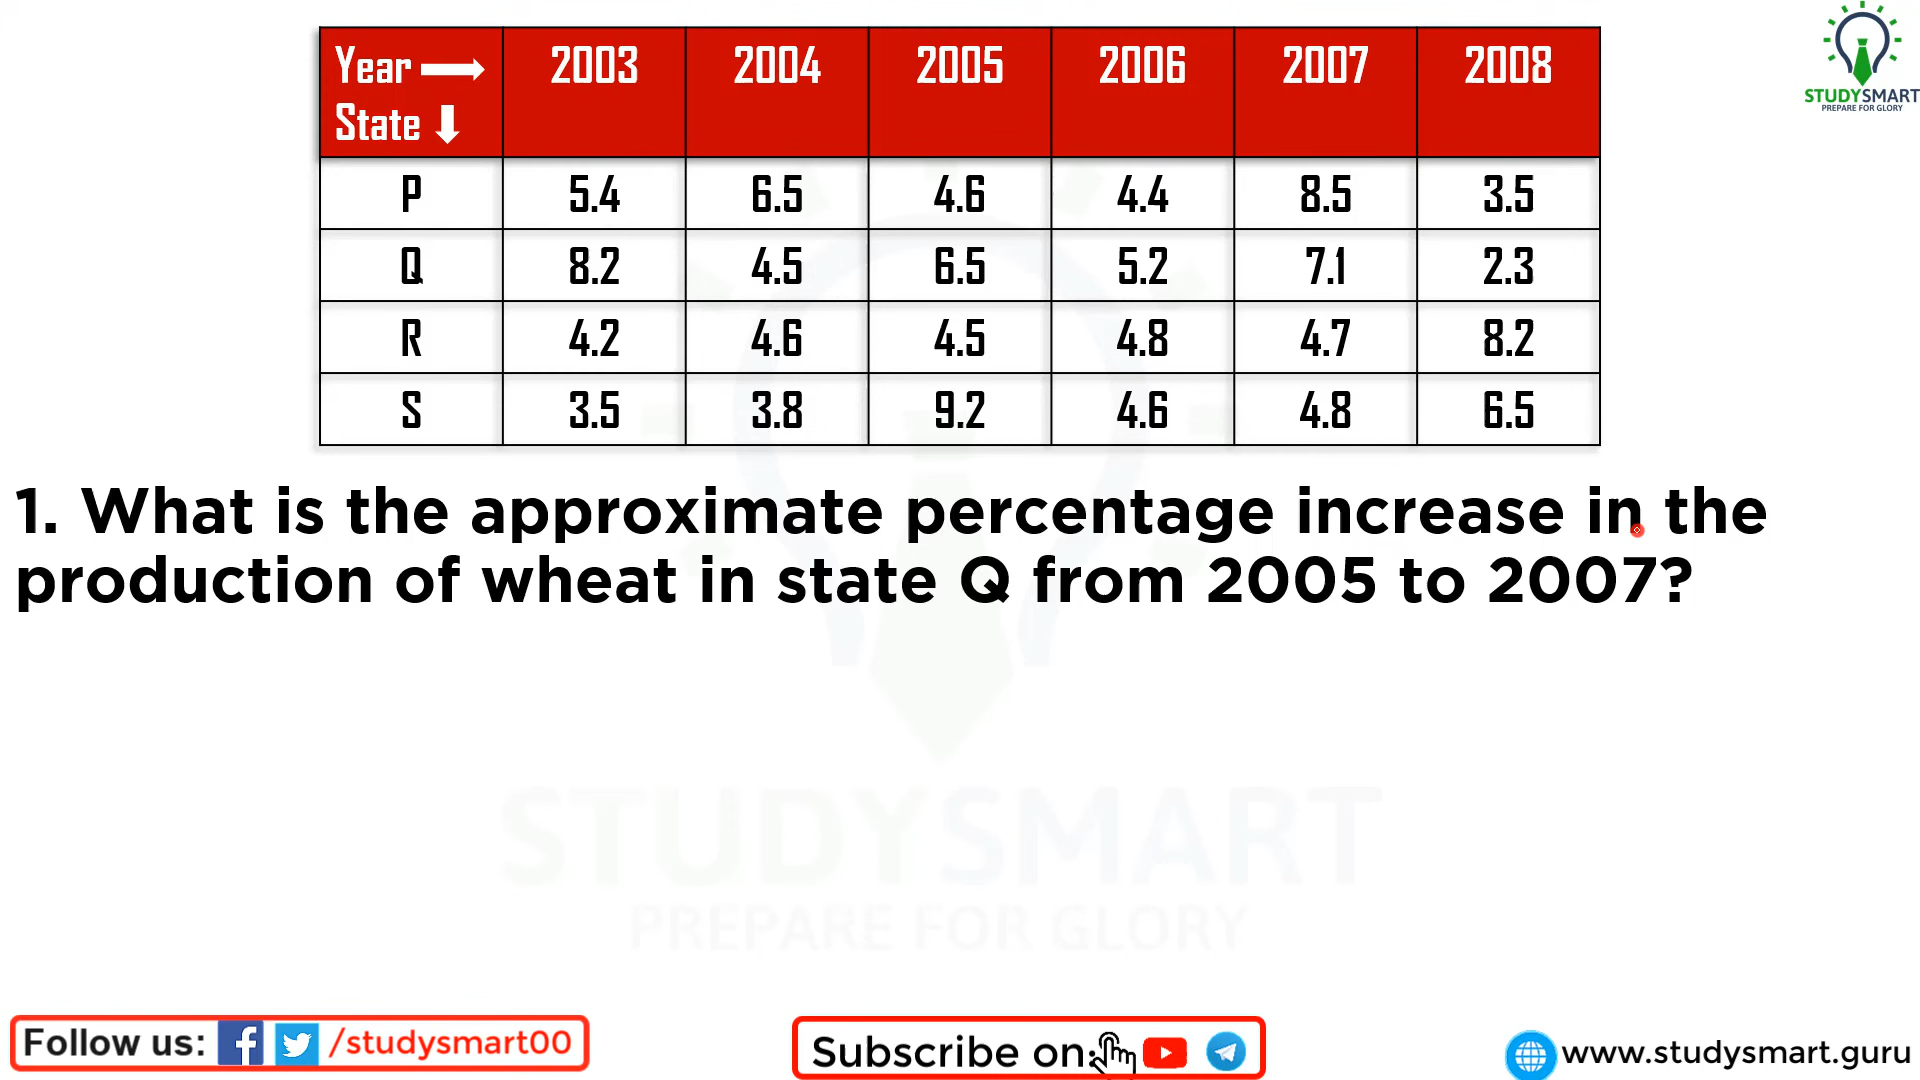 Year 2003 2004 2005 2006 2007 2008
State
P 5.4 6.5 4.6 4.4 8.5 3.5
Q 8.2 4.5 6.5 5.2 7.1 2.3
R 4.2 4.6 4.5 4.8 4.7 8.2
S 3.5 3.8 9.2 4.6 4.8 6.5
STUDYSMART
PREPARE FOR GLORY
1. What is the approximate percentage increase in the
production of wheat in state Q from 2005 to 2007?
STUDYSMART
PREPARE FOR GLORY
Follow us: /studysmart00
Subscribe on:
www.studysmart.guru